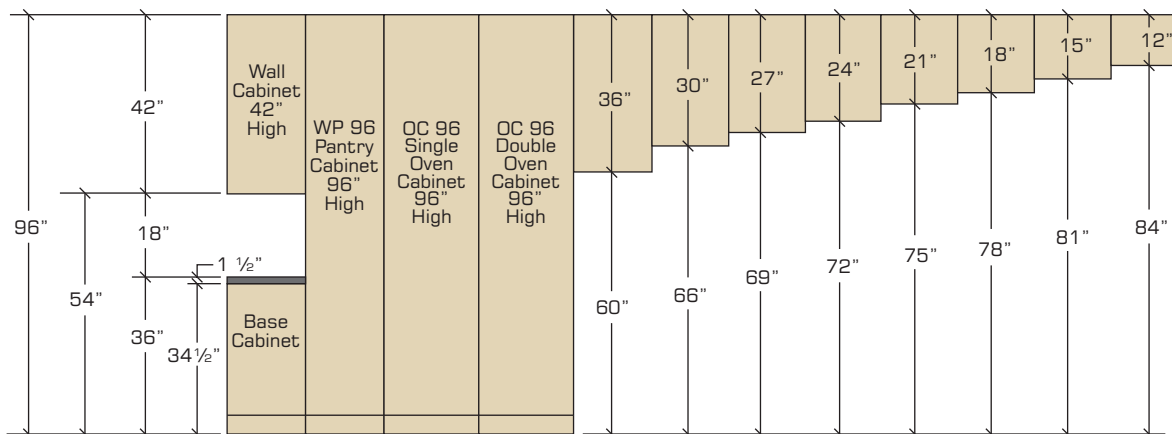 96”
42”
18”
1 ½”
54”
36”
34½”
Wall
Cabinet
42”
High
Base
Cabinet
WP 96
Pantry
Cabinet
96”
High
OC 96
Single
Oven
Cabinet
96”
High
OC 96
Double
Oven
Cabinet
96”
High
36”
30”
27”
24”
21”
18”
15”
12”
60”
66”
69”
72”
75”
78”
81”
84”